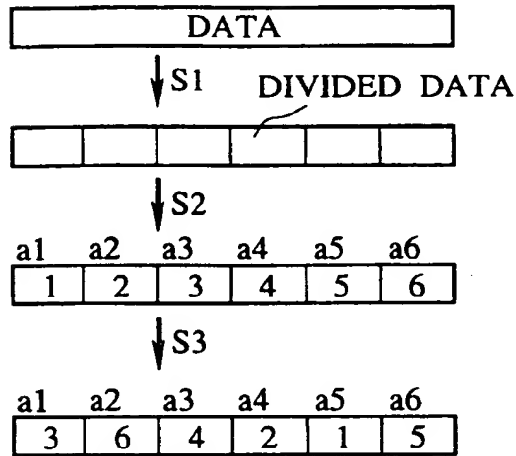 DATA
S1 DIVIDED DATA
S2
a1 a2 a3 a4 a5 a6
1 2 3 4 5 6
S3
a1 a2 a3 a4 a5 a6
3 6 4 2 1 5